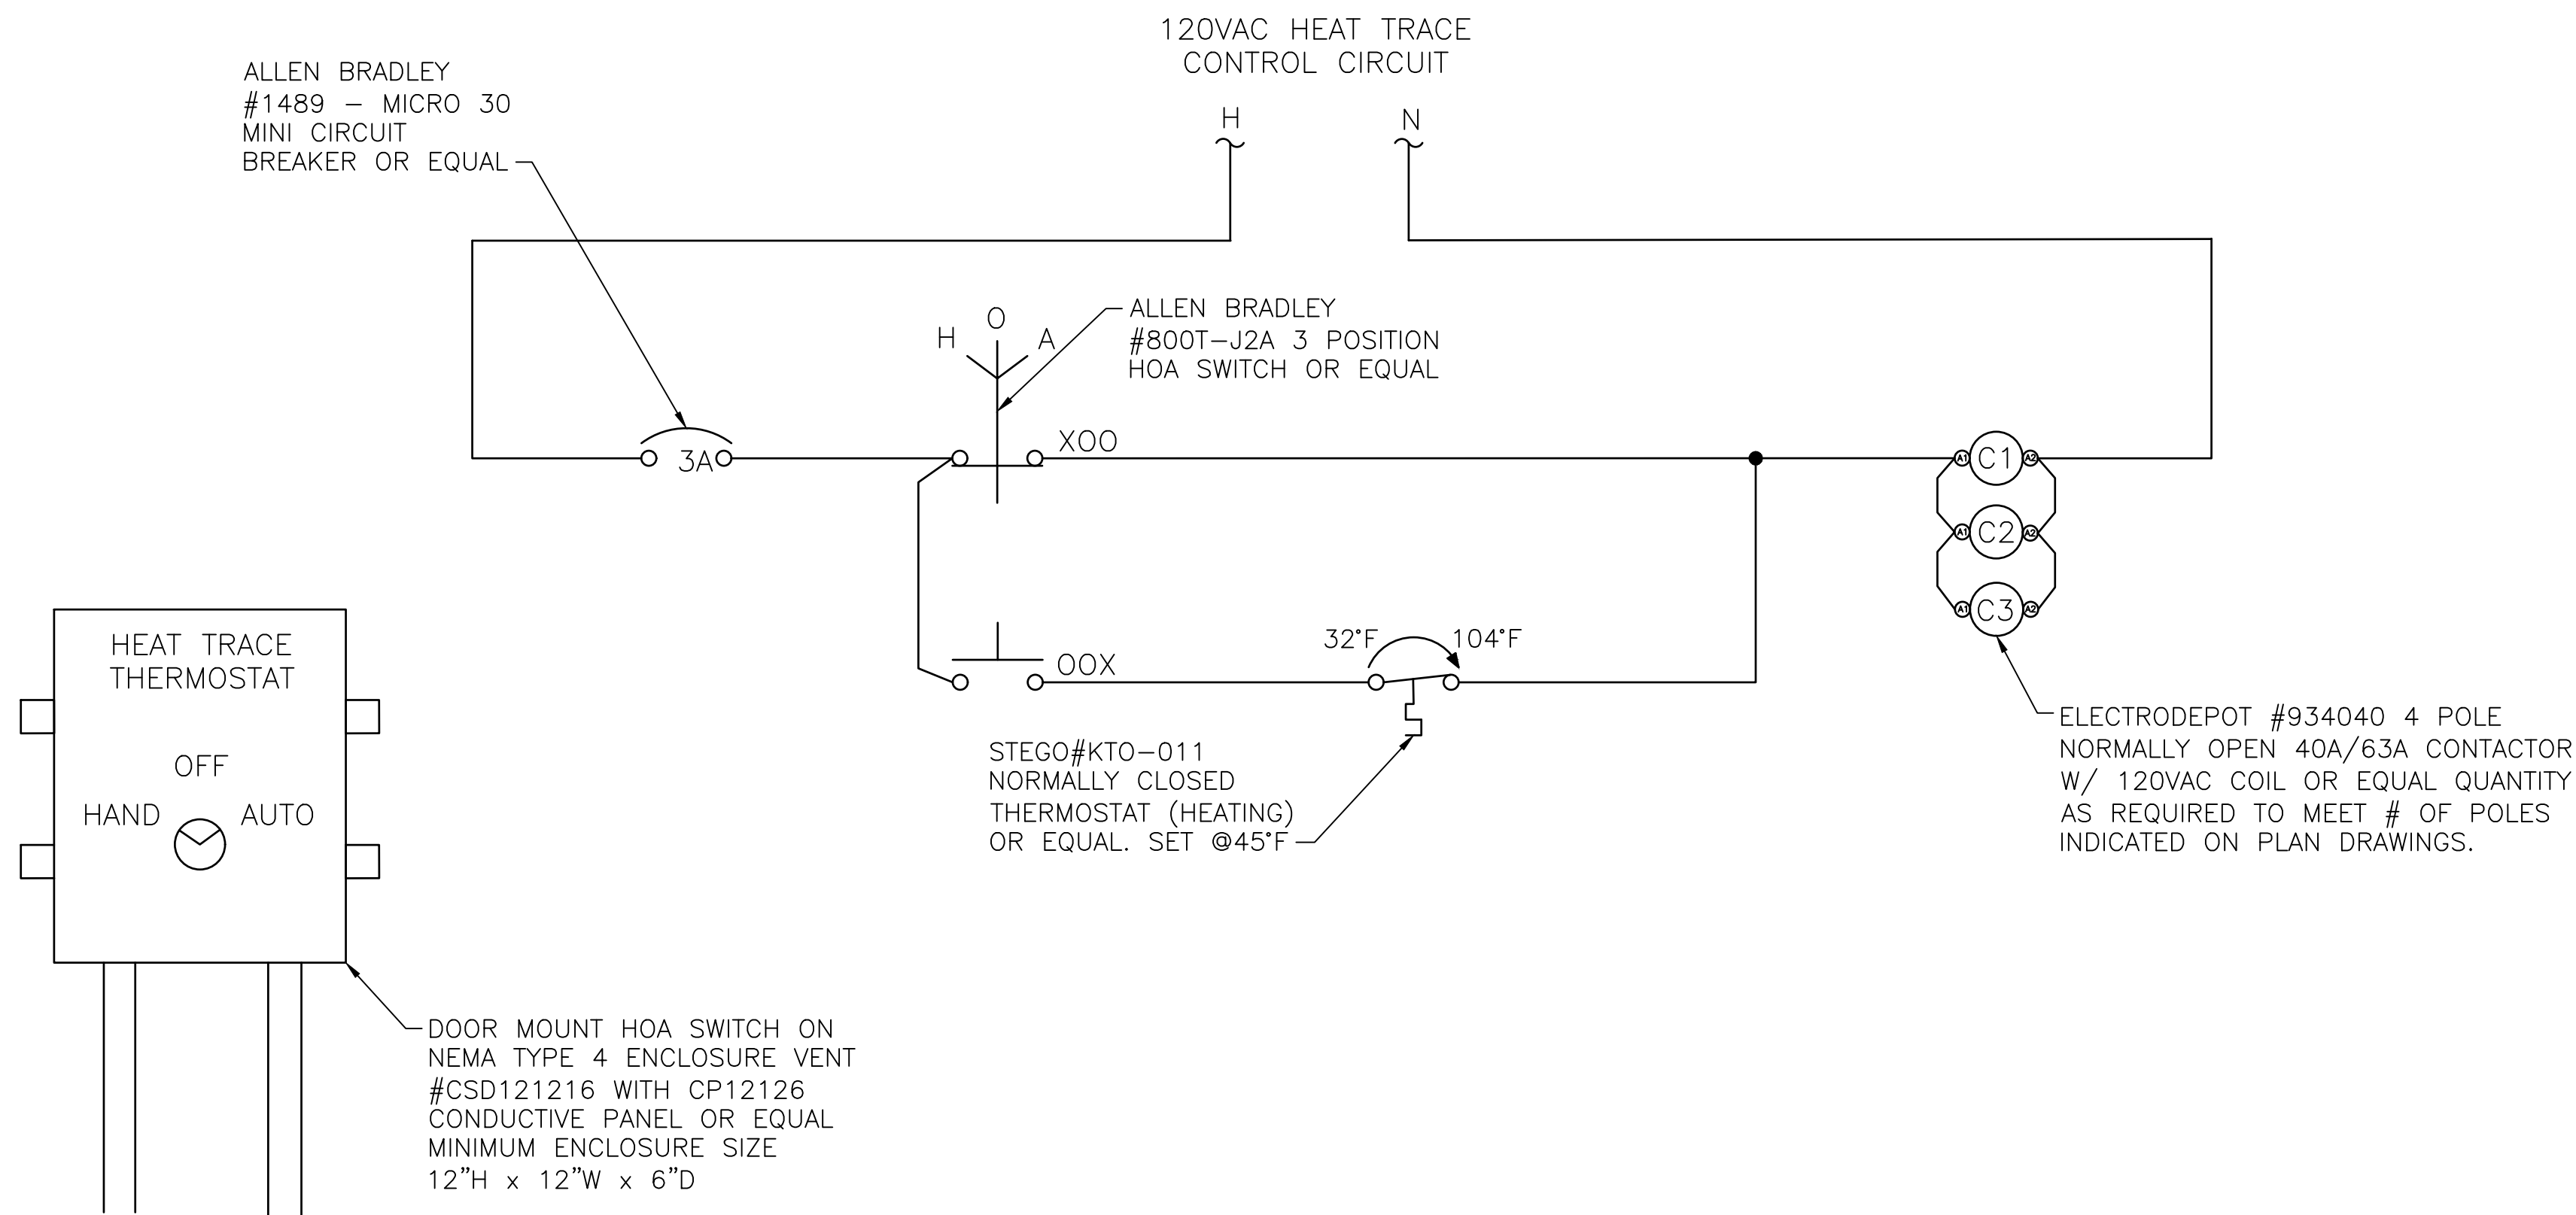 120VAC HEAT TRACE
CONTROL CIRCUIT
H
N
ALLEN BRADLEY
#1489 – MICRO 30
MINI CIRCUIT
BREAKER OR EQUAL
ALLEN BRADLEY
#800T–J2A 3 POSITION
HOA SWITCH OR EQUAL
H
O
A
3A
XOO
A1 C1 A2
A1 C2 A2
A1 C3 A2
OOX
32°F
104°F
STEGO#KTO–011
NORMALLY CLOSED
THERMOSTAT (HEATING)
OR EQUAL. SET @45°F
ELECTRODEPOT #934040 4 POLE
NORMALLY OPEN 40A/63A CONTACTOR
W/ 120VAC COIL OR EQUAL QUANTITY
AS REQUIRED TO MEET # OF POLES
INDICATED ON PLAN DRAWINGS.
HEAT TRACE
THERMOSTAT
OFF
HAND
AUTO
DOOR MOUNT HOA SWITCH ON
NEMA TYPE 4 ENCLOSURE VENT
#CSD121216 WITH CP12126
CONDUCTIVE PANEL OR EQUAL
MINIMUM ENCLOSURE SIZE
12"H x 12"W x 6"D